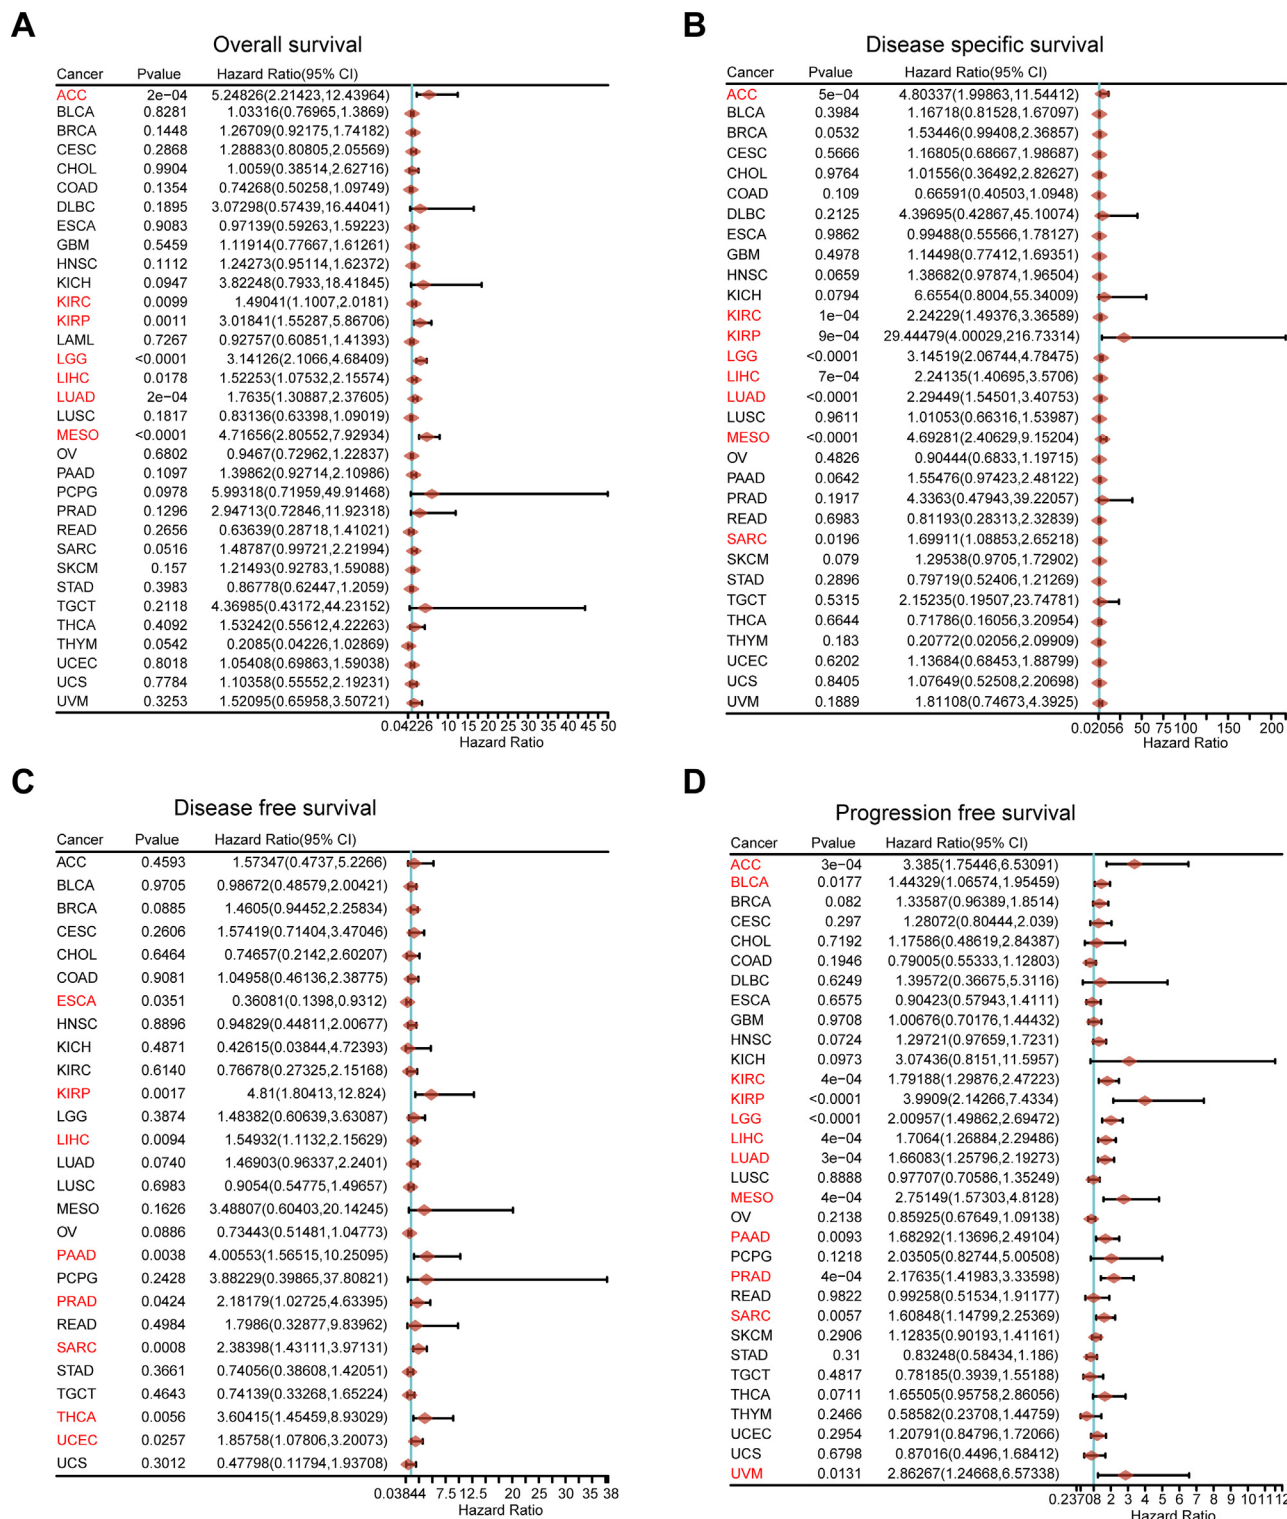 A
Overall survival
Cancer Pvalue Hazard Ratio(95% CI)
ACC 2e−04 5.24826(2.21423,12.43964)
BLCA 0.8281 1.03316(0.76965,1.3869)
BRCA 0.1448 1.26709(0.92175,1.74182)
CESC 0.2868 1.28883(0.80805,2.05569)
CHOL 0.9904 1.0059(0.38514,2.62716)
COAD 0.1354 0.74268(0.50258,1.09749)
DLBC 0.1895 3.07298(0.57439,16.44041)
ESCA 0.9083 0.97139(0.59263,1.59223)
GBM 0.5459 1.11914(0.77667,1.61261)
HNSC 0.1112 1.24273(0.95114,1.62372)
KICH 0.0947 3.82248(0.7933,18.41845)
KIRC 0.0099 1.49041(1.1007,2.0181)
KIRP 0.0011 3.01841(1.55287,5.86706)
LAML 0.7267 0.92757(0.60851,1.41393)
LGG <0.0001 3.14126(2.1066,4.68409)
LIHC 0.0178 1.52253(1.07532,2.15574)
LUAD 2e−04 1.7635(1.30887,2.37605)
LUSC 0.1817 0.83136(0.63398,1.09019)
MESO <0.0001 4.71656(2.80552,7.92934)
OV 0.6802 0.9467(0.72962,1.22837)
PAAD 0.1097 1.39862(0.92714,2.10986)
PCPG 0.0978 5.99318(0.71959,49.91468)
PRAD 0.1296 2.94713(0.72846,11.92318)
READ 0.2656 0.63639(0.28718,1.41021)
SARC 0.0516 1.48787(0.99721,2.21994)
SKCM 0.157 1.21493(0.92783,1.59088)
STAD 0.3983 0.86778(0.62447,1.2059)
TGCT 0.2118 4.36985(0.43172,44.23152)
THCA 0.4092 1.53242(0.55612,4.22263)
THYM 0.0542 0.2085(0.04226,1.02869)
UCEC 0.8018 1.05408(0.69863,1.59038)
UCS 0.7784 1.10358(0.55552,2.19231)
UVM 0.3253 1.52095(0.65958,3.50721)
0.04226 10 15 20 25 30 35 40 45 50
Hazard Ratio
B
Disease specific survival
Cancer Pvalue Hazard Ratio(95% CI)
ACC 5e−04 4.80337(1.99863,11.54412)
BLCA 0.3984 1.16718(0.81528,1.67097)
BRCA 0.0532 1.53446(0.99408,2.36857)
CESC 0.5666 1.16805(0.68667,1.98687)
CHOL 0.9764 1.01556(0.36492,2.82627)
COAD 0.109 0.66591(0.40503,1.0948)
DLBC 0.2125 4.39695(0.42867,45.10074)
ESCA 0.9862 0.99488(0.55566,1.78127)
GBM 0.4978 1.14498(0.77412,1.69351)
HNSC 0.0659 1.38682(0.97874,1.96504)
KICH 0.0794 6.6554(0.8004,55.34009)
KIRC 1e−04 2.24229(1.49376,3.36589)
KIRP 9e−04 29.44479(4.00029,216.73314)
LGG <0.0001 3.14519(2.06744,4.78475)
LIHC 7e−04 2.24135(1.40695,3.5706)
LUAD <0.0001 2.29449(1.54501,3.40753)
LUSC 0.9611 1.01053(0.66316,1.53987)
MESO <0.0001 4.69281(2.40629,9.15204)
OV 0.4826 0.90444(0.6833,1.19715)
PAAD 0.0642 1.55476(0.97423,2.48122)
PRAD 0.1917 4.3363(0.47943,39.22057)
READ 0.6983 0.81193(0.28313,2.32839)
SARC 0.0196 1.69911(1.08853,2.65218)
SKCM 0.079 1.29538(0.9705,1.72902)
STAD 0.2896 0.79719(0.52406,1.21269)
TGCT 0.5315 2.15235(0.19507,23.74781)
THCA 0.6644 0.71786(0.16056,3.20954)
THYM 0.183 0.20772(0.02056,2.09909)
UCEC 0.6202 1.13684(0.68453,1.88799)
UCS 0.8405 1.07649(0.52508,2.20698)
UVM 0.1889 1.81108(0.74673,4.3925)
0.02056 50 75 100 150 200
Hazard Ratio
C
Disease free survival
Cancer Pvalue Hazard Ratio(95% CI)
ACC 0.4593 1.57347(0.4737,5.2266)
BLCA 0.9705 0.98672(0.48579,2.00421)
BRCA 0.0885 1.4605(0.94452,2.25834)
CESC 0.2606 1.57419(0.71404,3.47046)
CHOL 0.6464 0.74657(0.2142,2.60207)
COAD 0.9081 1.04958(0.46136,2.38775)
ESCA 0.0351 0.36081(0.1398,0.9312)
HNSC 0.8896 0.94829(0.44811,2.00677)
KICH 0.4871 0.42615(0.03844,4.72393)
KIRC 0.6140 0.76678(0.27325,2.15168)
KIRP 0.0017 4.81(1.80413,12.824)
LGG 0.3874 1.48382(0.60639,3.63087)
LIHC 0.0094 1.54932(1.1132,2.15629)
LUAD 0.0740 1.46903(0.96337,2.2401)
LUSC 0.6983 0.9054(0.54775,1.49657)
MESO 0.1626 3.48807(0.60403,20.14245)
OV 0.0886 0.73443(0.51481,1.04773)
PAAD 0.0038 4.00553(1.56515,10.25095)
PCPG 0.2428 3.88229(0.39865,37.80821)
PRAD 0.0424 2.18179(1.02725,4.63395)
READ 0.4984 1.7986(0.32877,9.83962)
SARC 0.0008 2.38398(1.43111,3.97131)
STAD 0.3661 0.74056(0.38608,1.42051)
TGCT 0.4643 0.74139(0.33268,1.65224)
THCA 0.0056 3.60415(1.45459,8.93029)
UCEC 0.0257 1.85758(1.07806,3.20073)
UCS 0.3012 0.47798(0.11794,1.93708)
0.03844 7.5 12.5 20 25 30 35 38
Hazard Ratio
D
Progression free survival
Cancer Pvalue Hazard Ratio(95% CI)
ACC 3e−04 3.385(1.75446,6.53091)
BLCA 0.0177 1.44329(1.06574,1.95459)
BRCA 0.082 1.33587(0.96389,1.8514)
CESC 0.297 1.28072(0.80444,2.039)
CHOL 0.7192 1.17586(0.48619,2.84387)
COAD 0.1946 0.79005(0.55333,1.12803)
DLBC 0.6249 1.39572(0.36675,5.3116)
ESCA 0.6575 0.90423(0.57943,1.4111)
GBM 0.9708 1.00676(0.70176,1.44432)
HNSC 0.0724 1.29721(0.97659,1.7231)
KICH 0.0973 3.07436(0.8151,11.5957)
KIRC 4e−04 1.79188(1.29876,2.47223)
KIRP <0.0001 3.9909(2.14266,7.4334)
LGG <0.0001 2.00957(1.49862,2.69472)
LIHC 4e−04 1.7064(1.26884,2.29486)
LUAD 3e−04 1.66083(1.25796,2.19273)
LUSC 0.8888 0.97707(0.70586,1.35249)
MESO 4e−04 2.75149(1.57303,4.8128)
OV 0.2138 0.85925(0.67649,1.09138)
PAAD 0.0093 1.68292(1.13696,2.49104)
PCPG 0.1218 2.03505(0.82744,5.00508)
PRAD 4e−04 2.17635(1.41983,3.33598)
READ 0.9822 0.99258(0.51534,1.91177)
SARC 0.0057 1.60848(1.14799,2.25369)
SKCM 0.2906 1.12835(0.90193,1.41161)
STAD 0.31 0.83248(0.58434,1.186)
TGCT 0.4817 0.78185(0.3939,1.55188)
THCA 0.0711 1.65505(0.95758,2.86056)
THYM 0.2466 0.58582(0.23708,1.44759)
UCEC 0.2954 1.20791(0.84796,1.72066)
UCS 0.6798 0.87016(0.4496,1.68412)
UVM 0.0131 2.86267(1.24668,6.57338)
0.23708 2 3 4 5 6 7 8 9 10 11 12
Hazard Ratio